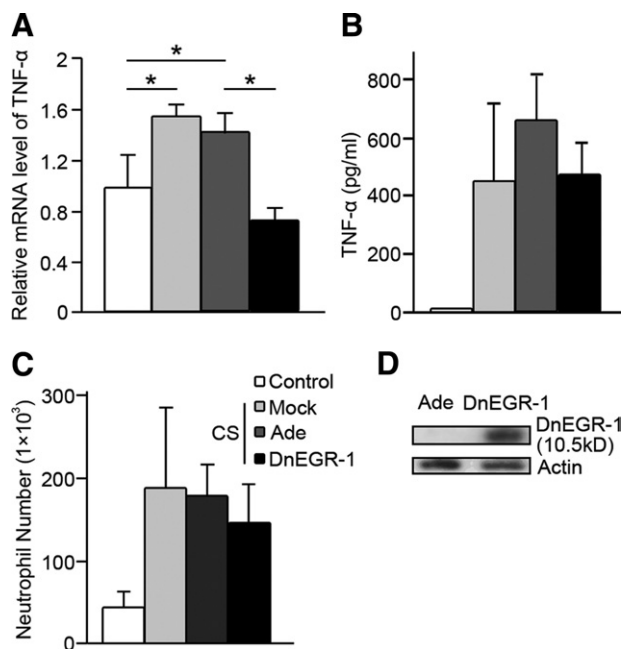 A
Relative mRNA level of TNF-α
2
1.6
1.2
0.8
0.4
0
* * *
B
TNF-α (pg/ml)
800
600
400
200
0
C
Neutrophil Number (1×10³)
300
200
100
0
Control
Mock
CS Ade
DnEGR-1
D
Ade DnEGR-1
DnEGR-1
(10.5kD)
Actin